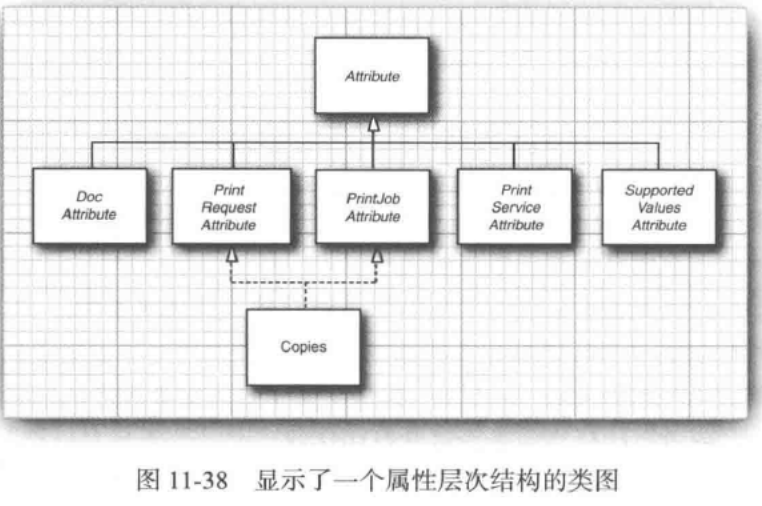 Attribute
Doc
Attribute
Print
Request
Attribute
PrintJob
Attribute
Print
Service
Attribute
Supported
Values
Attribute
Copies
图 11-38 显示了一个属性层次结构的类图